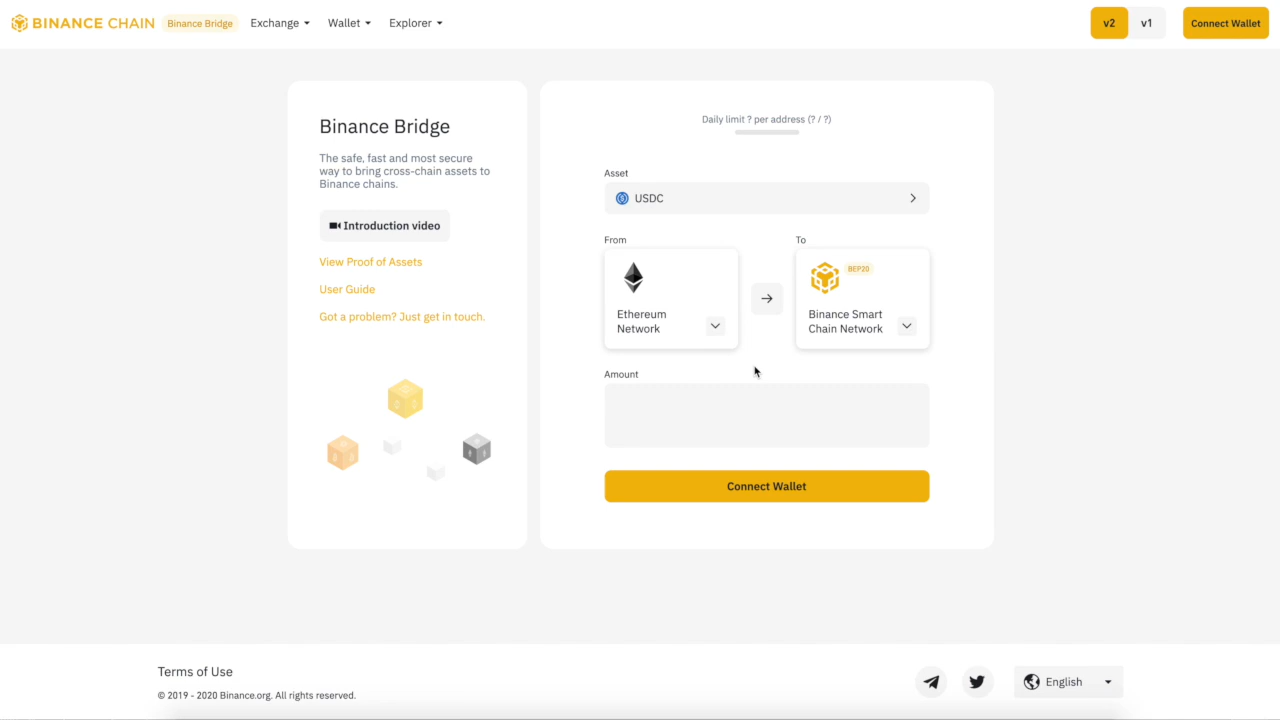 BINANCE CHAIN
Binance Bridge
Exchange
Wallet
Explorer
v2
v1
Connect Wallet
Binance Bridge
The safe, fast and most secure
way to bring cross-chain assets to
Binance chains.
Introduction video
View Proof of Assets
User Guide
Got a problem? Just get in touch.
Daily limit ? per address (? / ?)
Asset
USDC
From
To
Ethereum
Network
BEP20
Binance Smart
Chain Network
Amount
Connect Wallet
Terms of Use
© 2019 - 2020 Binance.org. All rights reserved.
English